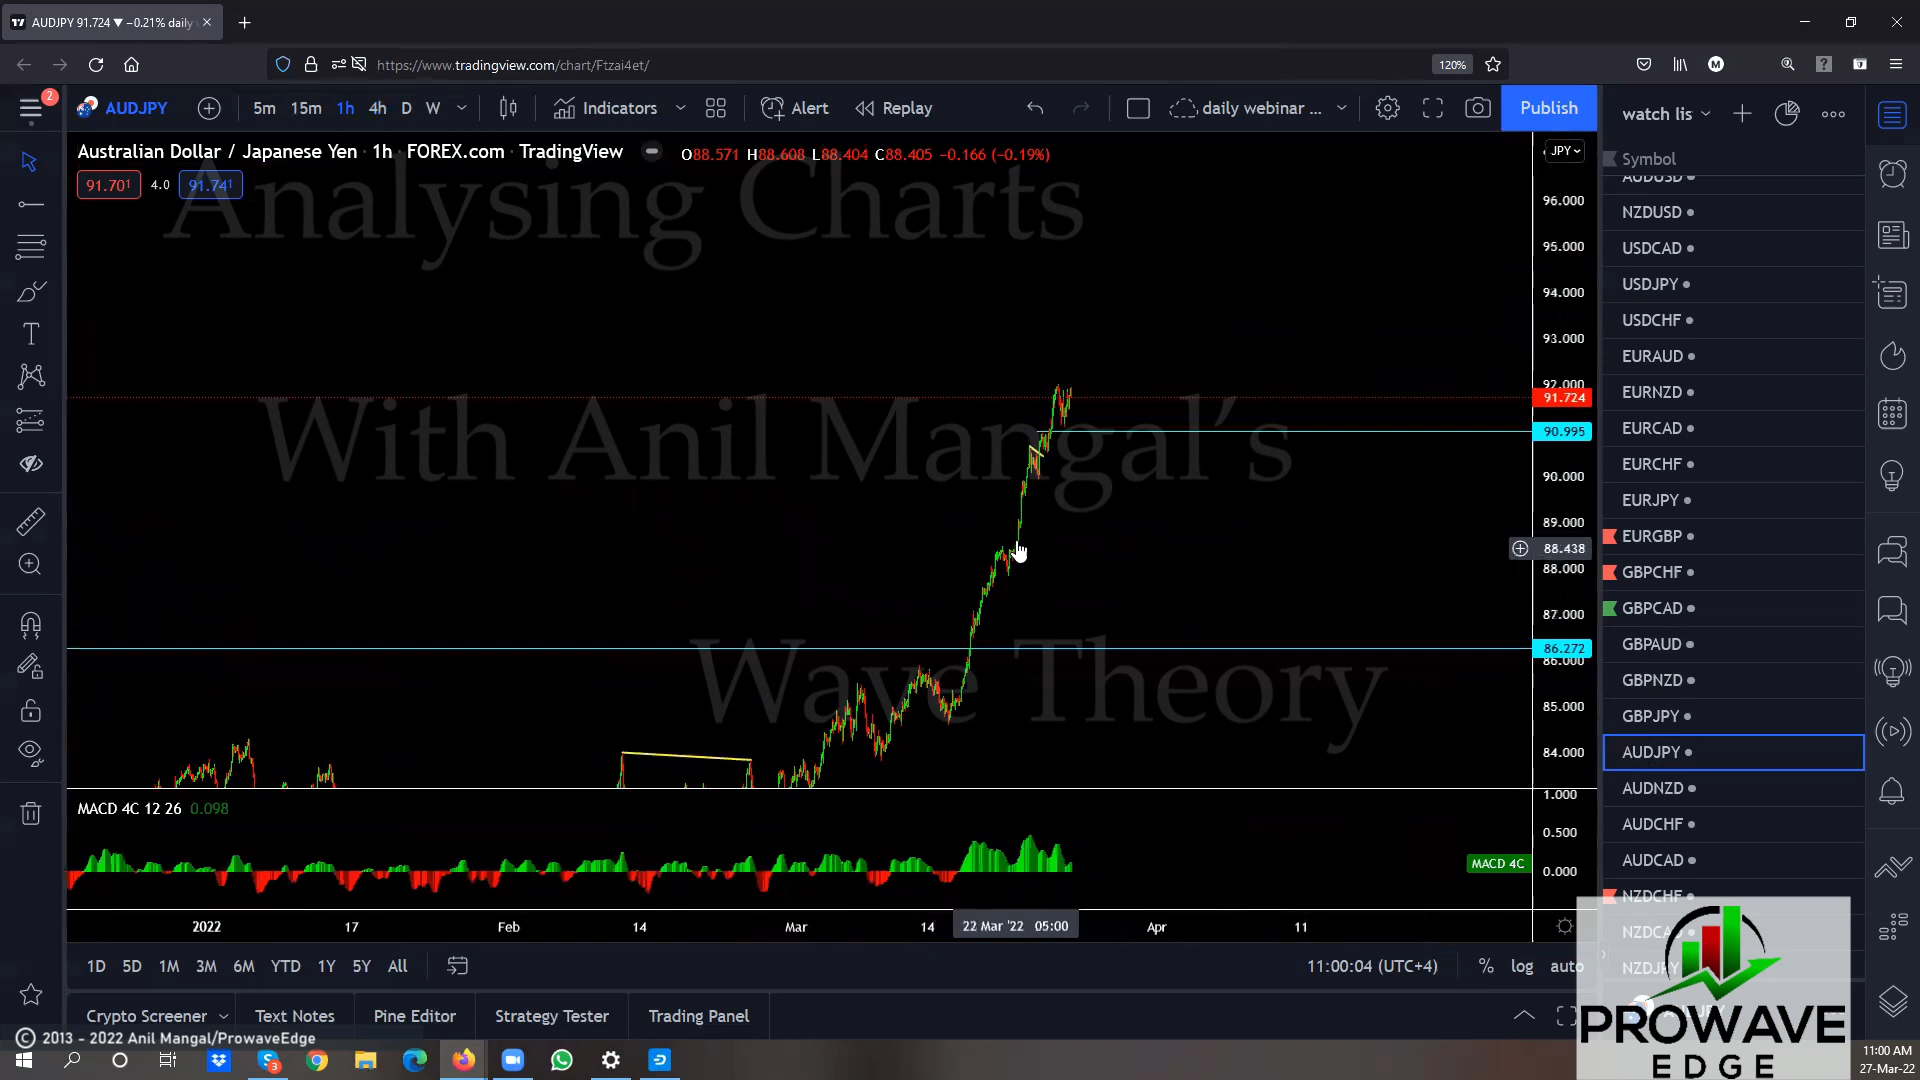 AUDJPY 91.724 ▼ −0.21% daily
https://www.tradingview.com/chart/Ftzai4et/
120%
2
AUDJPY
5m 15m 1h 4h D W
Indicators
Alert
Replay
daily webinar ...
Publish
watch lis
Australian Dollar / Japanese Yen · 1h · FOREX.com · TradingView
O88.571 H88.608 L88.404 C88.405 −0.166 (−0.19%)
JPY
91.701 4.0 91.741
Analysing Charts
With Anil Mangal's
Wave Theory
96.000
95.000
94.000
93.000
92.000
91.724
90.995
90.000
89.000
88.438
88.000
87.000
86.272
86.000
85.000
84.000
Symbol
AUDUSD
NZDUSD
USDCAD
USDJPY
USDCHF
EURAUD
EURNZD
EURCAD
EURCHF
EURJPY
EURGBP
GBPCHF
GBPCAD
GBPAUD
GBPNZD
GBPJPY
AUDJPY
AUDNZD
AUDCHF
AUDCAD
NZDCHF
NZDCA
NZDJPY
MACD 4C 12 26 0.098
1.000
0.500
MACD 4C
0.000
2022 17 Feb 14 Mar 14 22 Mar '22 05:00 Apr 11
1D 5D 1M 3M 6M YTD 1Y 5Y All
11:00:04 (UTC+4) % log auto
Crypto Screener Text Notes Pine Editor Strategy Tester Trading Panel
© 2013 - 2022 Anil Mangal/ProwaveEdge
PROWAVE
EDGE
3
11:00 AM
27-Mar-22